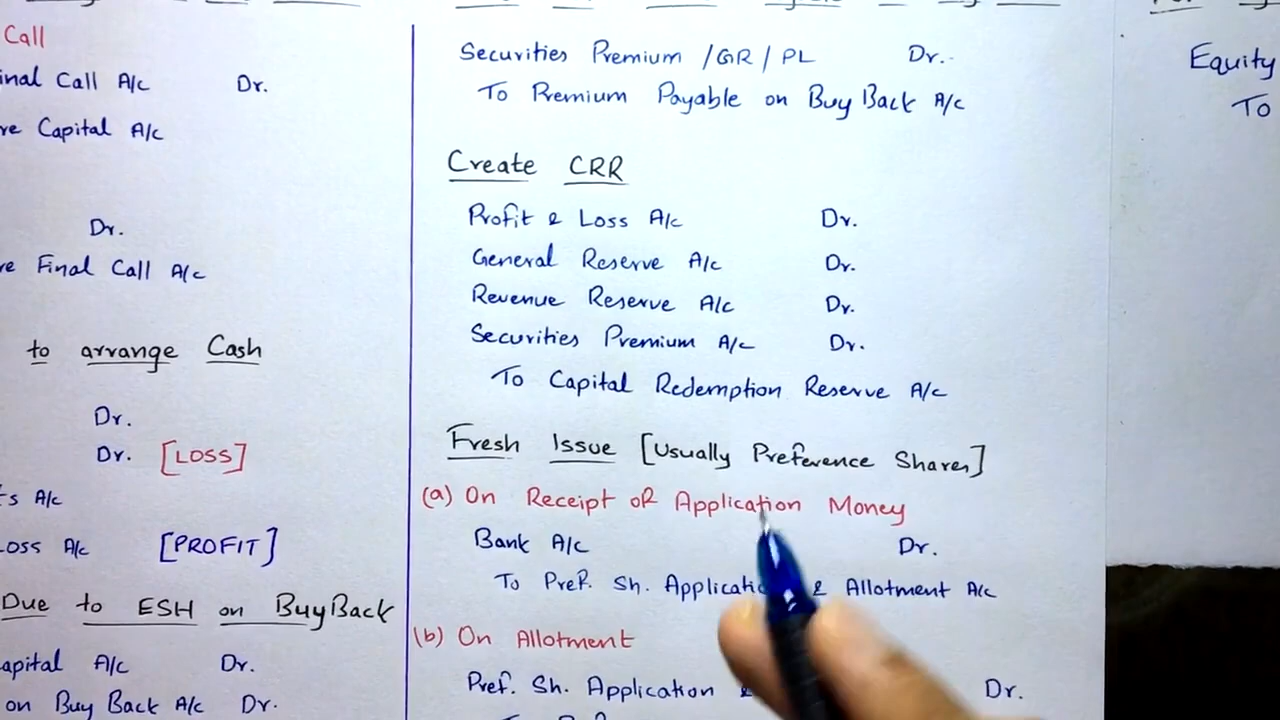 Call
inal Call A/c Dr.
re Capital A/c
Dr.
re Final Call A/c
to arrange Cash
Dr.
Dr. [LOSS]
ts A/c
oss A/c [PROFIT]
Due to ESH on BuyBack
apital A/c Dr.
on Buy Back A/c Dr.
Securities Premium /GR / PL Dr.
To Premium Payable on Buy Back A/c
Create CRR
Profit & Loss A/c Dr.
General Reserve A/c Dr.
Revenue Reserve A/c Dr.
Securities Premium A/c Dr.
To Capital Redemption Reserve A/c
Fresh Issue [Usually Preference Shares]
(a) On Receipt of Application Money
Bank A/c Dr.
To Pref. Sh. Applicatio & Allotment A/c
(b) On Allotment
Pref. Sh. Application Dr.
Equity
To